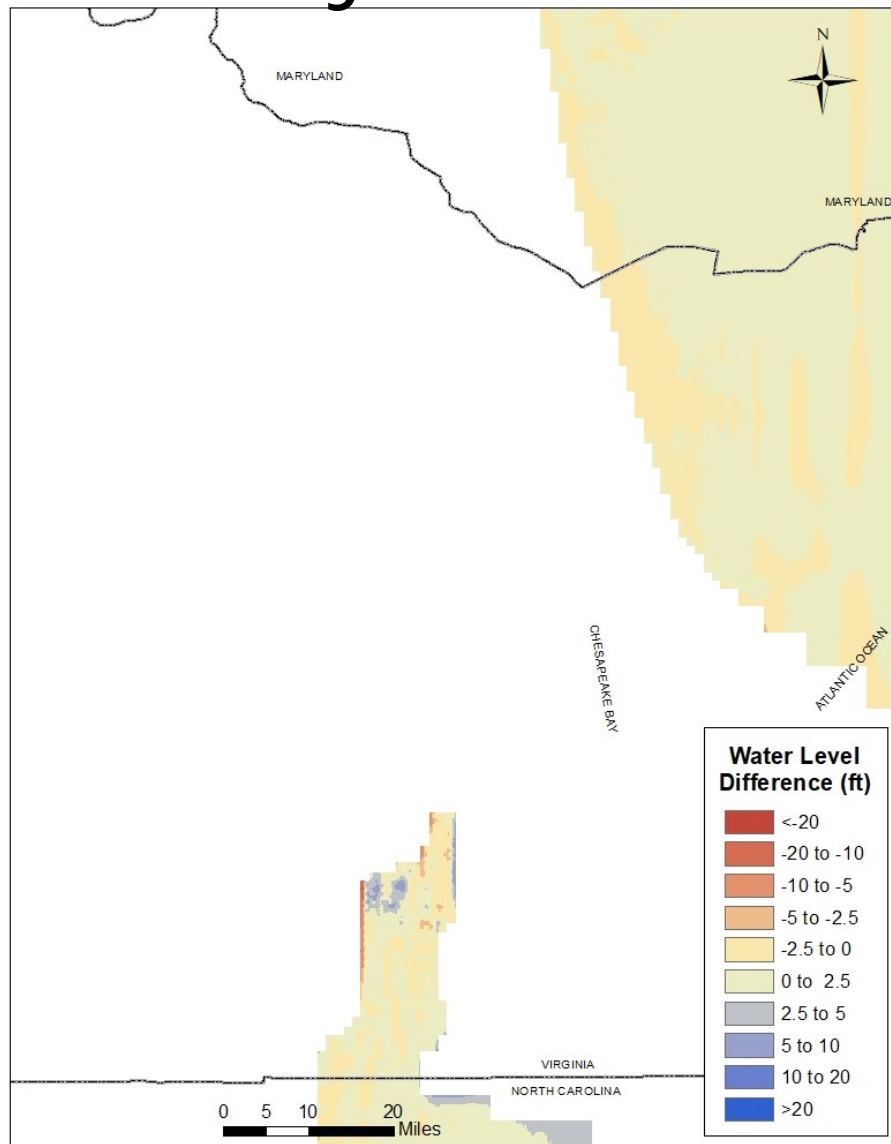 N
MARYLAND
MARYLAND
CHESAPEAKE BAY
ATLANTIC OCEAN
Water Level
Difference (ft)
<-20
-20 to -10
-10 to -5
-5 to -2.5
-2.5 to 0
0 to 2.5
2.5 to 5
5 to 10
10 to 20
>20
VIRGINIA
NORTH CAROLINA
0 5 10 20
Miles